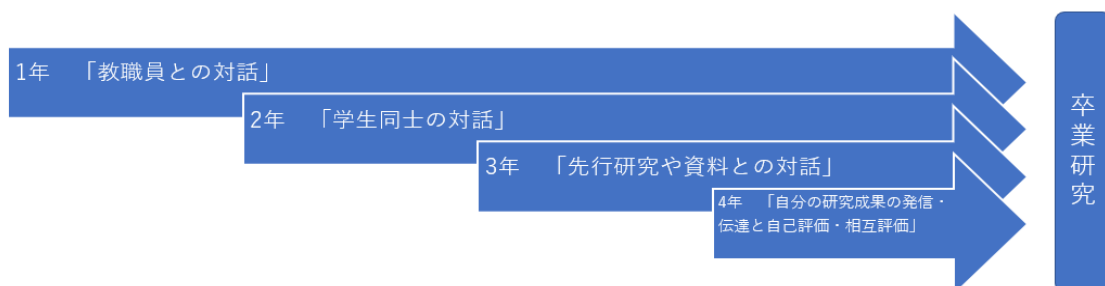 1年　「教職員との対話」
2年　「学生同士の対話」
3年　「先行研究や資料との対話」
4年　「自分の研究成果の発信・
伝達と自己評価・相互評価」
卒業研究